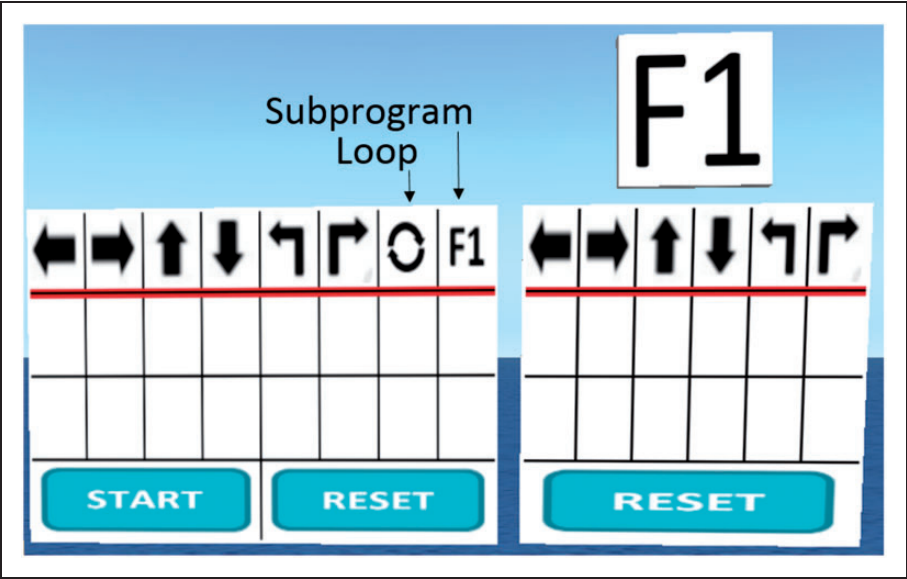 F1
Subprogram
Loop
F1
START
RESET
RESET